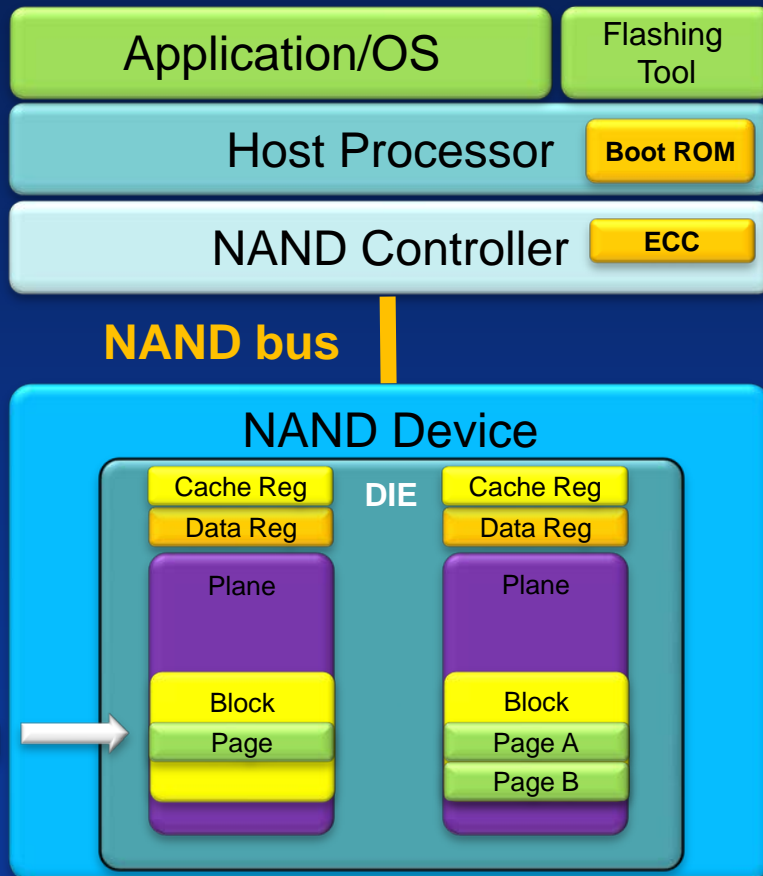 Application/OS
Flashing
Tool
Host Processor
Boot ROM
NAND Controller
ECC
NAND bus
NAND Device
Cache Reg
DIE
Cache Reg
Data Reg
Data Reg
Plane
Plane
Block
Block
Page
Page A
Page B